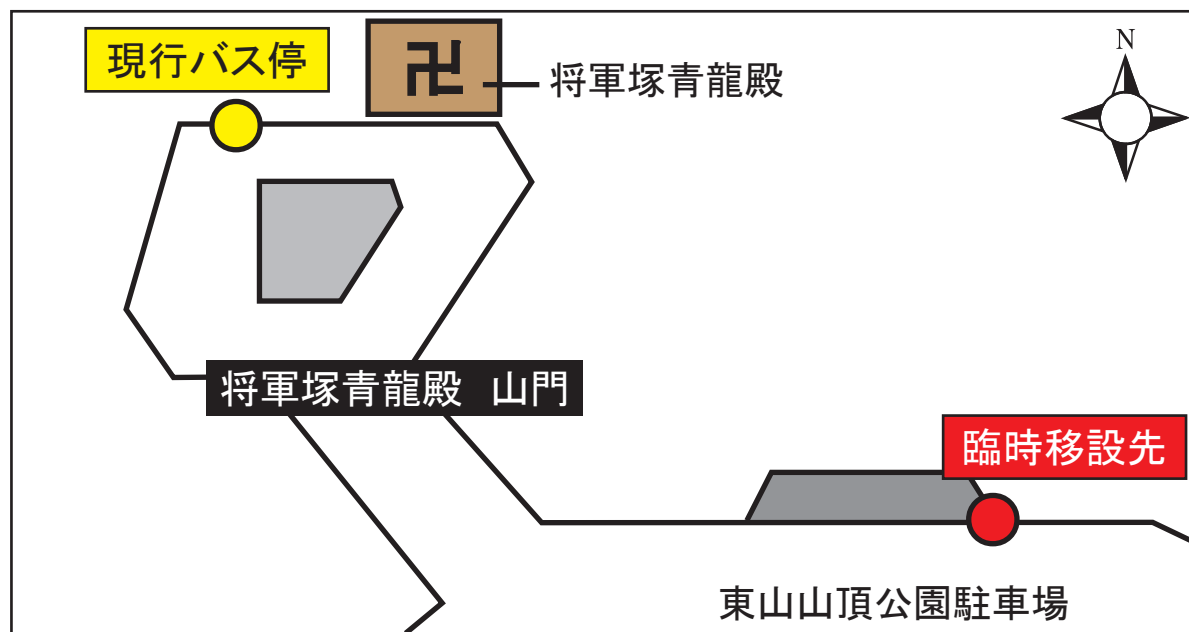 現行バス停
卍
将軍塚青龍殿
N
将軍塚青龍殿　山門
臨時移設先
東山山頂公園駐車場